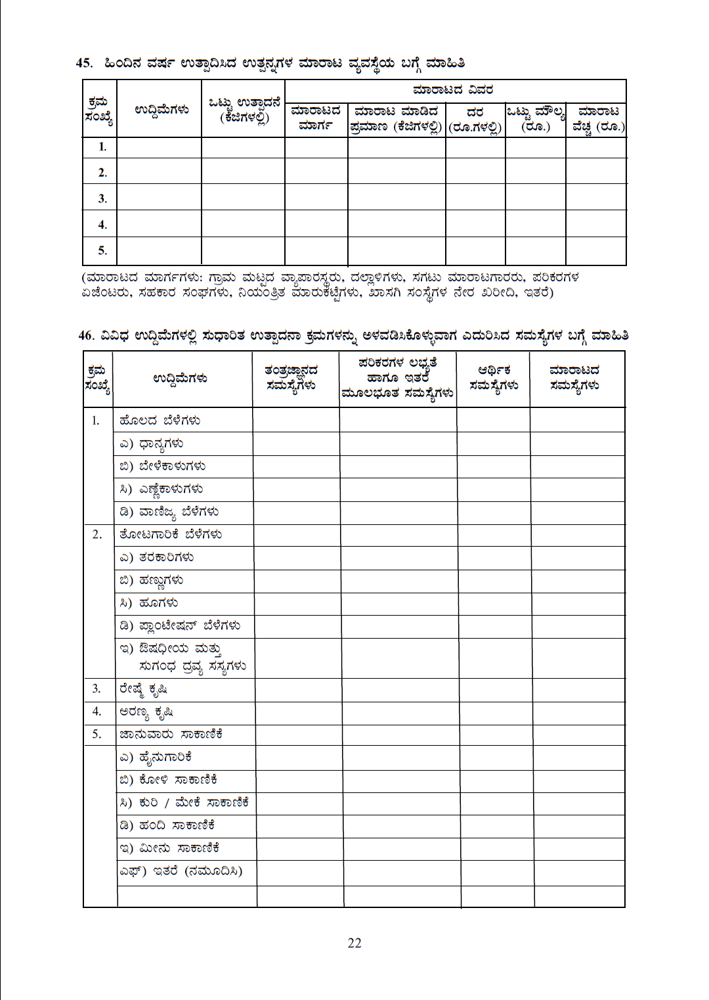 45. ಹಿಂದಿನ ವರ್ಷ ಉತ್ಪಾದಿಸಿದ ಉತ್ಪನ್ನಗಳ ಮಾರಾಟ ವ್ಯವಸ್ಥೆಯ ಬಗ್ಗೆ ಮಾಹಿತಿ
ಕ್ರಮ ಸಂಖ್ಯೆ
ಉದ್ದಿಮೆಗಳು
ಒಟ್ಟು ಉತ್ಪಾದನೆ (ಕೆಜಿಗಳಲ್ಲಿ)
ಮಾರಾಟದ ವಿವರ
ಮಾರಾಟದ ಮಾರ್ಗ
ಮಾರಾಟ ಮಾಡಿದ ಪ್ರಮಾಣ (ಕೆಜಿಗಳಲ್ಲಿ)
ದರ (ರೂ.ಗಳಲ್ಲಿ)
ಒಟ್ಟು ಮೌಲ್ಯ (ರೂ.)
ಮಾರಾಟ ವೆಚ್ಚ (ರೂ.)
1.
2.
3.
4.
5.
(ಮಾರಾಟದ ಮಾರ್ಗಗಳು: ಗ್ರಾಮ ಮಟ್ಟದ ವ್ಯಾಪಾರಸ್ಥರು, ದಲ್ಲಾಳಿಗಳು, ಸಗಟು ಮಾರಾಟಗಾರರು, ಪರಿಕರಗಳ
ಏಜೆಂಟರು, ಸಹಕಾರ ಸಂಘಗಳು, ನಿಯಂತ್ರಿತ ಮಾರುಕಟ್ಟೆಗಳು, ಖಾಸಗಿ ಸಂಸ್ಥೆಗಳ ನೇರ ಖರೀದಿ, ಇತರೆ)
46. ವಿವಿಧ ಉದ್ದಿಮೆಗಳಲ್ಲಿ ಸುಧಾರಿತ ಉತ್ಪಾದನಾ ಕ್ರಮಗಳನ್ನು ಅಳವಡಿಸಿಕೊಳ್ಳುವಾಗ ಎದುರಿಸಿದ ಸಮಸ್ಯೆಗಳ ಬಗ್ಗೆ ಮಾಹಿತಿ
ಕ್ರಮ ಸಂಖ್ಯೆ
ಉದ್ದಿಮೆಗಳು
ತಂತ್ರಜ್ಞಾನದ ಸಮಸ್ಯೆಗಳು
ಪರಿಕರಗಳ ಲಭ್ಯತೆ ಹಾಗೂ ಇತರೆ ಮೂಲಭೂತ ಸಮಸ್ಯೆಗಳು
ಆರ್ಥಿಕ ಸಮಸ್ಯೆಗಳು
ಮಾರಾಟದ ಸಮಸ್ಯೆಗಳು
1. ಹೊಲದ ಬೆಳೆಗಳು
ಎ) ಧಾನ್ಯಗಳು
ಬಿ) ಬೇಳೆಕಾಳುಗಳು
ಸಿ) ಎಣ್ಣೆಕಾಳುಗಳು
ಡಿ) ವಾಣಿಜ್ಯ ಬೆಳೆಗಳು
2. ತೋಟಗಾರಿಕೆ ಬೆಳೆಗಳು
ಎ) ತರಕಾರಿಗಳು
ಬಿ) ಹಣ್ಣುಗಳು
ಸಿ) ಹೂಗಳು
ಡಿ) ಪ್ಲಾಂಟೇಷನ್ ಬೆಳೆಗಳು
ಇ) ಔಷಧೀಯ ಮತ್ತು
ಸುಗಂಧ ದ್ರವ್ಯ ಸಸ್ಯಗಳು
3. ರೇಷ್ಮೆ ಕೃಷಿ
4. ಅರಣ್ಯ ಕೃಷಿ
5. ಜಾನುವಾರು ಸಾಕಾಣಿಕೆ
ಎ) ಹೈನುಗಾರಿಕೆ
ಬಿ) ಕೋಳಿ ಸಾಕಾಣಿಕೆ
ಸಿ) ಕುರಿ / ಮೇಕೆ ಸಾಕಾಣಿಕೆ
ಡಿ) ಹಂದಿ ಸಾಕಾಣಿಕೆ
ಇ) ಮೀನು ಸಾಕಾಣಿಕೆ
ಎಫ್) ಇತರೆ (ನಮೂದಿಸಿ)
22